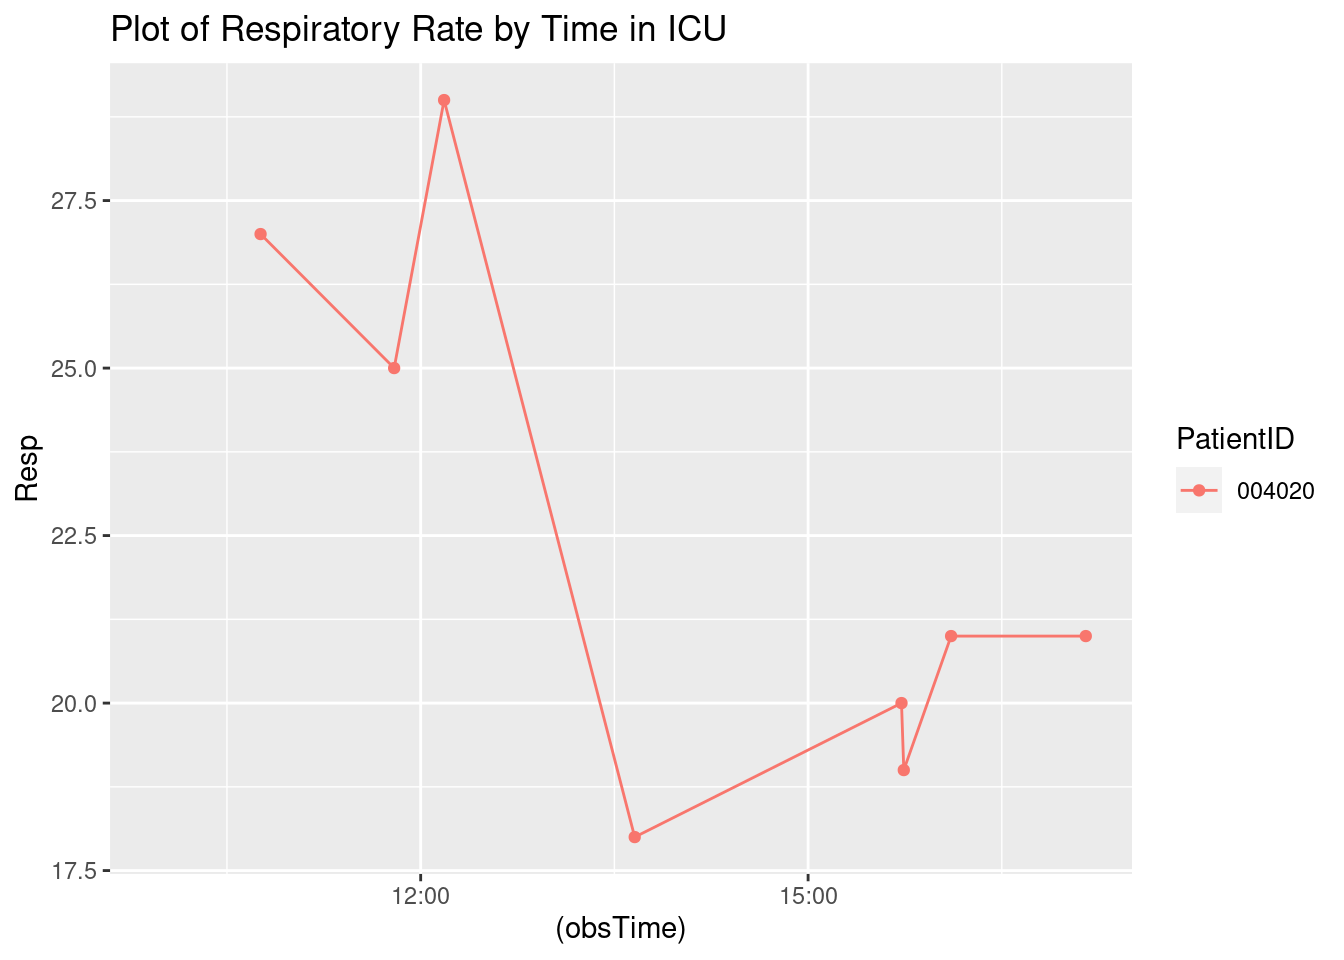 Plot of Respiratory Rate by Time in ICU
Resp
27.5
25.0
22.5
20.0
17.5
12:00
15:00
(obsTime)
PatientID
004020